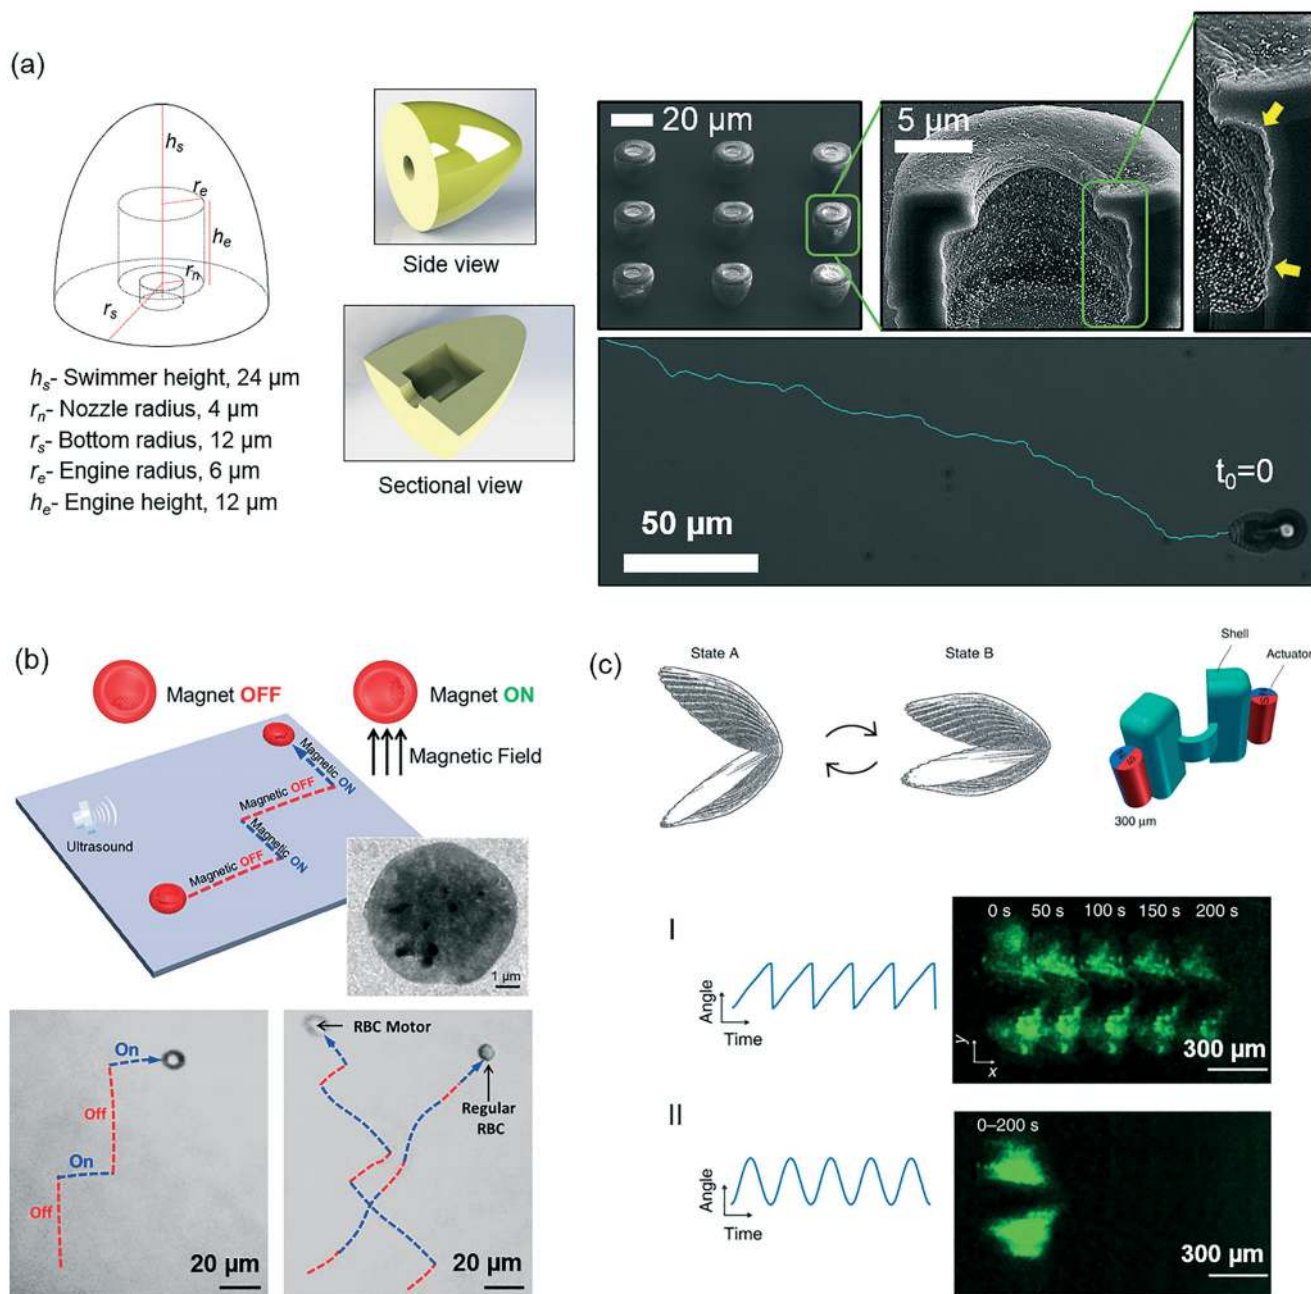 (a)
hs
re
he
rn
rs
hs- Swimmer height, 24 µm
rn- Nozzle radius, 4 µm
rs- Bottom radius, 12 µm
re- Engine radius, 6 µm
he- Engine height, 12 µm
Side view
Sectional view
20 µm
5 µm
t0=0
50 µm
(b)
Magnet OFF
Magnet ON
Magnetic Field
Ultrasound
Magnetic ON
Magnetic OFF
Magnetic ON
Magnetic OFF
1 µm
On
Off
On
Off
20 µm
RBC Motor
Regular
RBC
20 µm
(c)
State A
State B
Shell
Actuator
300 µm
I
Angle
Time
0 s 50 s 100 s 150 s 200 s
y
x
300 µm
II
Angle
Time
0–200 s
300 µm